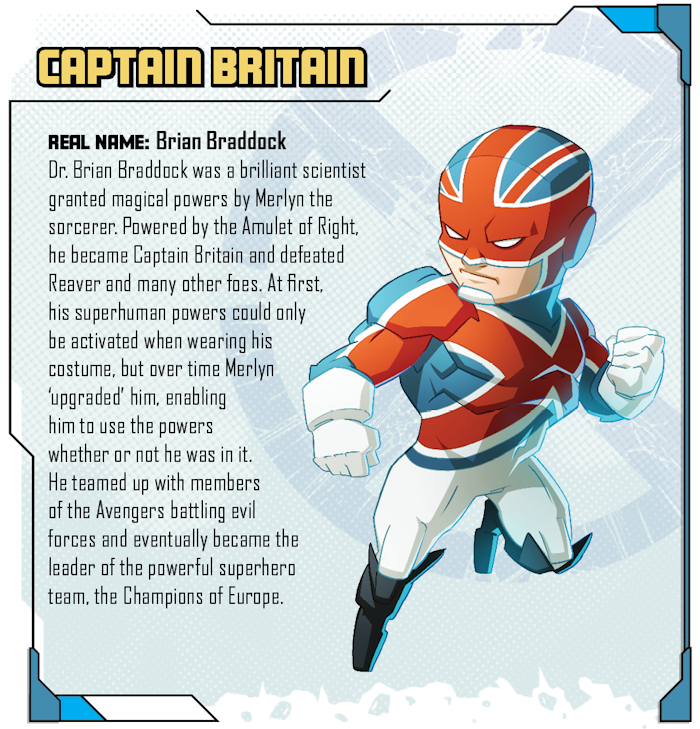 CAPTAIN BRITAIN
REAL NAME: Brian Braddock
Dr. Brian Braddock was a brilliant scientist
granted magical powers by Merlyn the
sorcerer. Powered by the Amulet of Right,
he became Captain Britain and defeated
Reaver and many other foes. At first,
his superhuman powers could only
be activated when wearing his
costume, but over time Merlyn
‘upgraded’ him, enabling
him to use the powers
whether or not he was in it.
He teamed up with members
of the Avengers battling evil
forces and eventually became the
leader of the powerful superhero
team, the Champions of Europe.